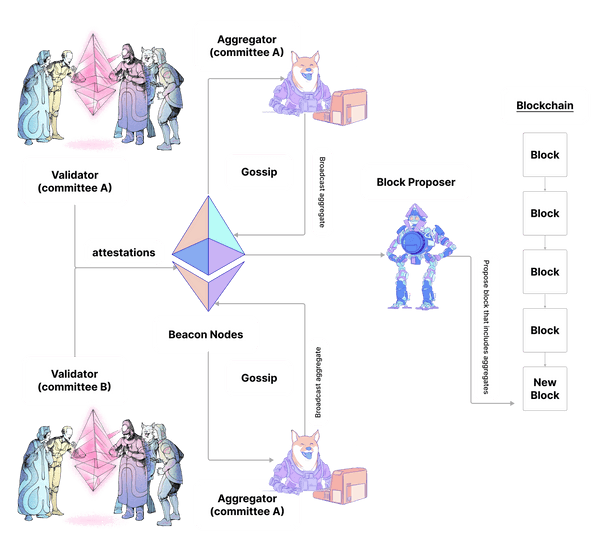 Aggregator
(committee A)
Blockchain
Block
Validator
(committee A)
Gossip
Broadcast aggregate
Block Proposer
Block
attestations
Block
Propose block that includes aggregates
Beacon Nodes
Block
Validator
(committee B)
Gossip
Broadcast aggregate
New
Block
Aggregator
(committee A)